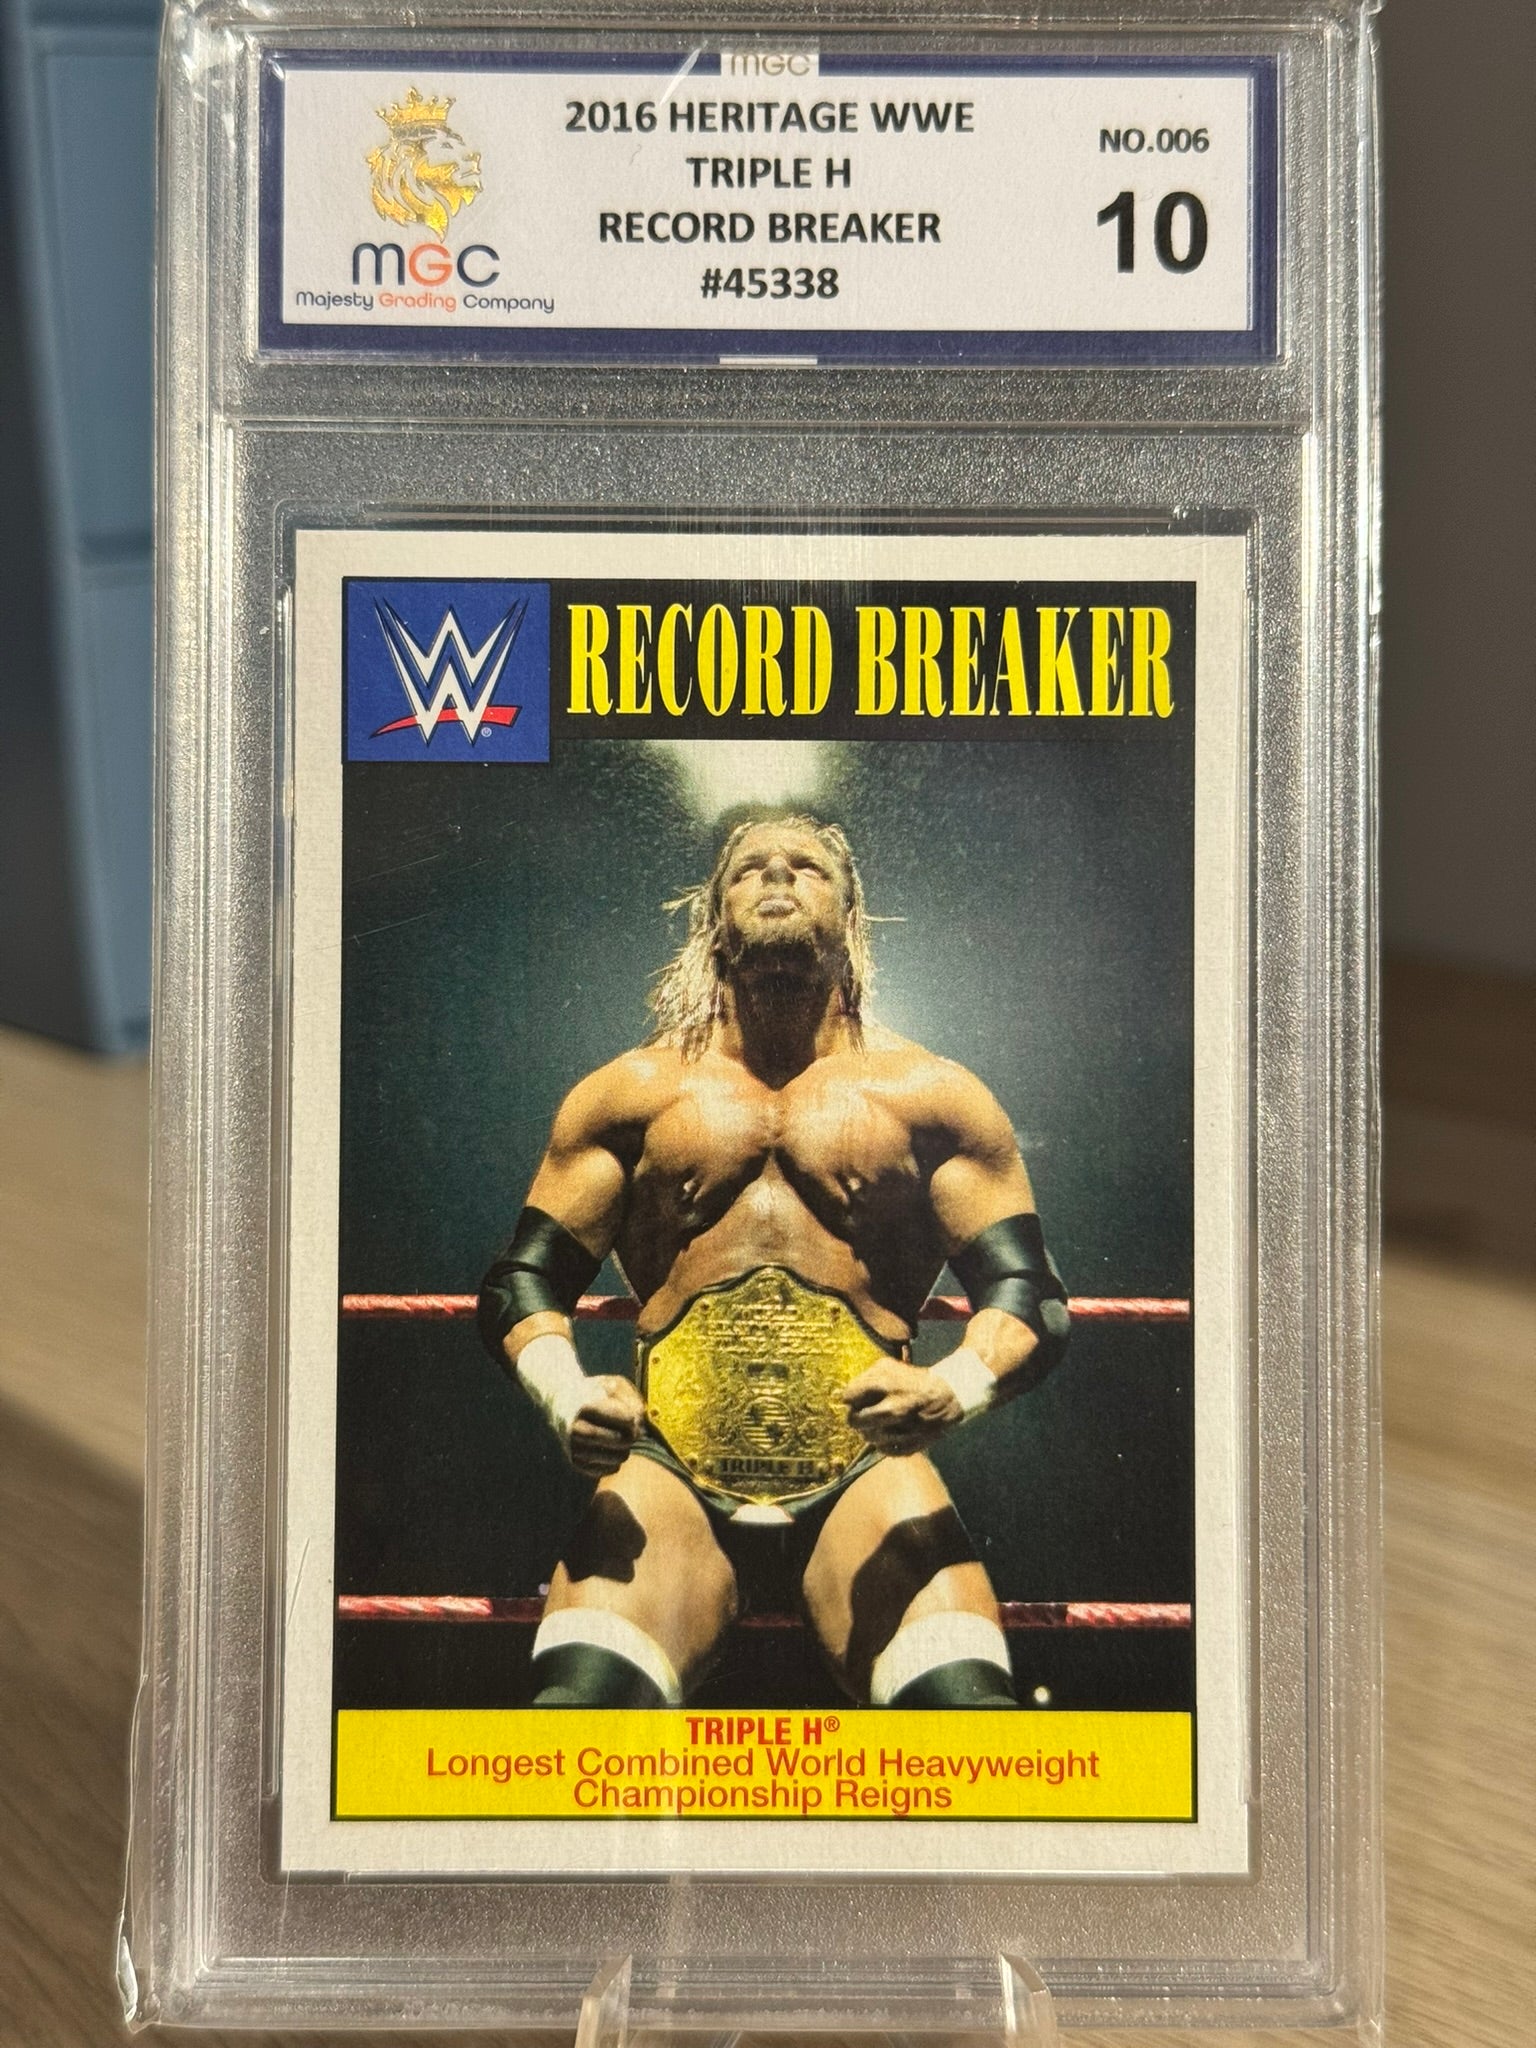 MGC
2016 HERITAGE WWE
TRIPLE H
RECORD BREAKER
#45338
NO.006
10
MGC
Majesty Grading Company
W
RECORD BREAKER
TRIPLE H
TRIPLE H®
Longest Combined World Heavyweight
Championship Reigns